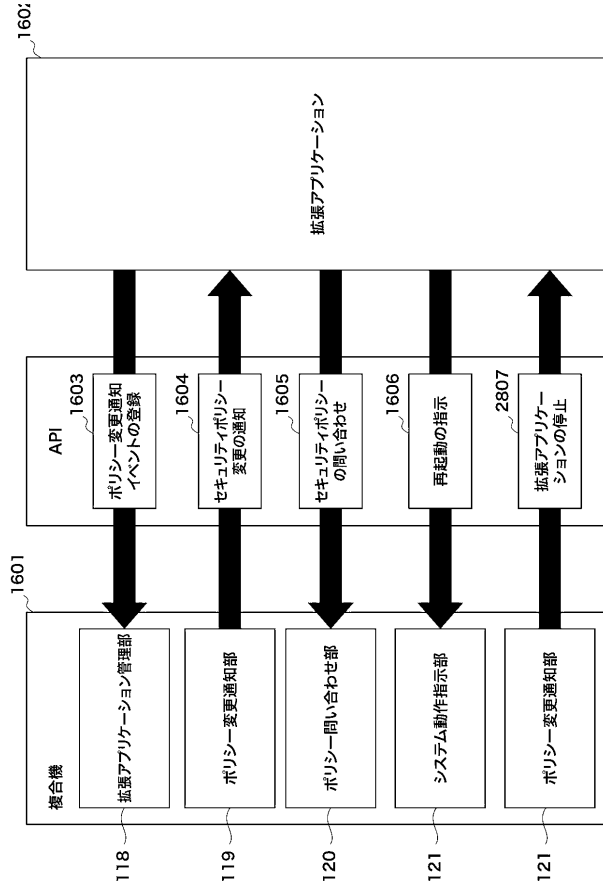 1601
複合機
118
拡張アプリケーション管理部
119
ポリシー変更通知部
120
ポリシー問い合わせ部
121
システム動作指示部
121
ポリシー変更通知部
API
1603
ポリシー変更通知
イベントの登録
1604
セキュリティポリシー
変更の通知
1605
セキュリティポリシー
の問い合わせ
1606
再起動の指示
2807
拡張アプリケー
ションの停止
1602
拡張アプリケーション